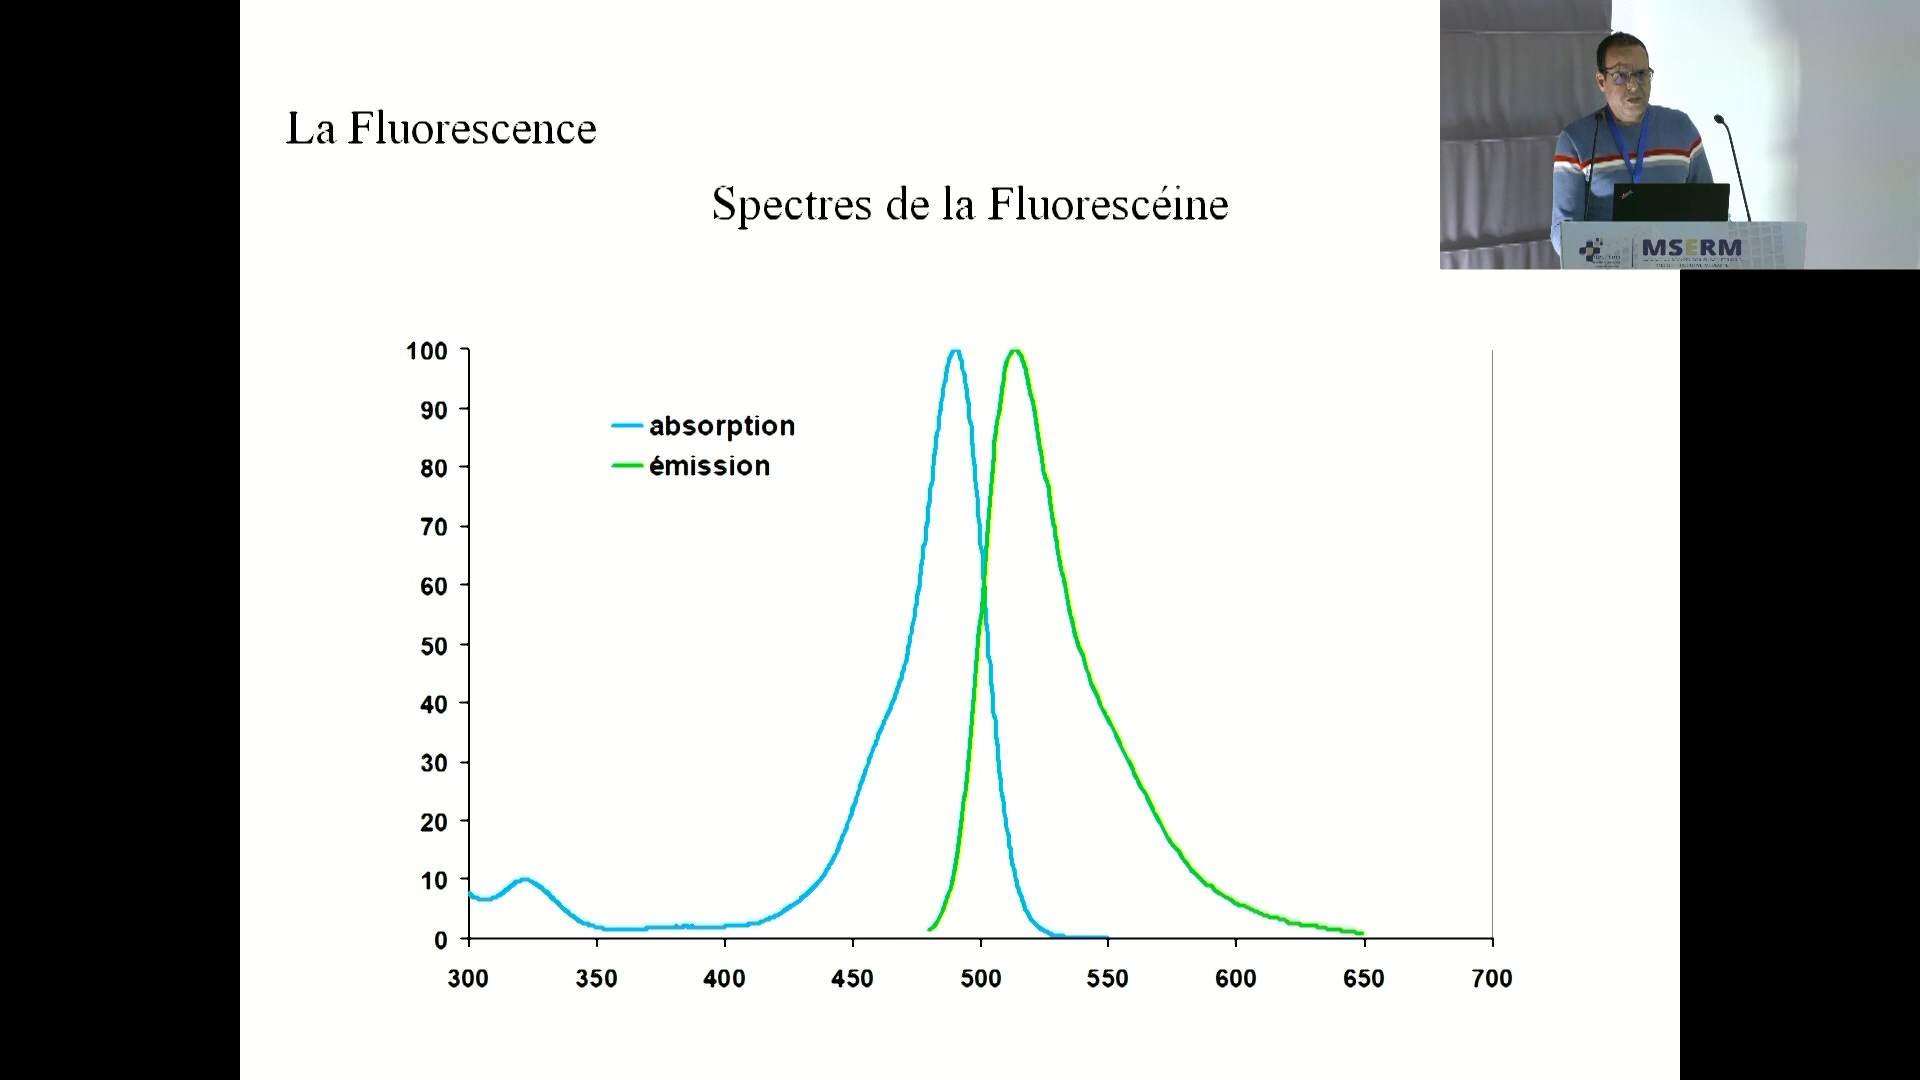 La Fluorescence
Spectres de la Fluorescéine
MSERM
100
90
80
70
60
50
40
30
20
10
0
absorption
émission
300 350 400 450 500 550 600 650 700